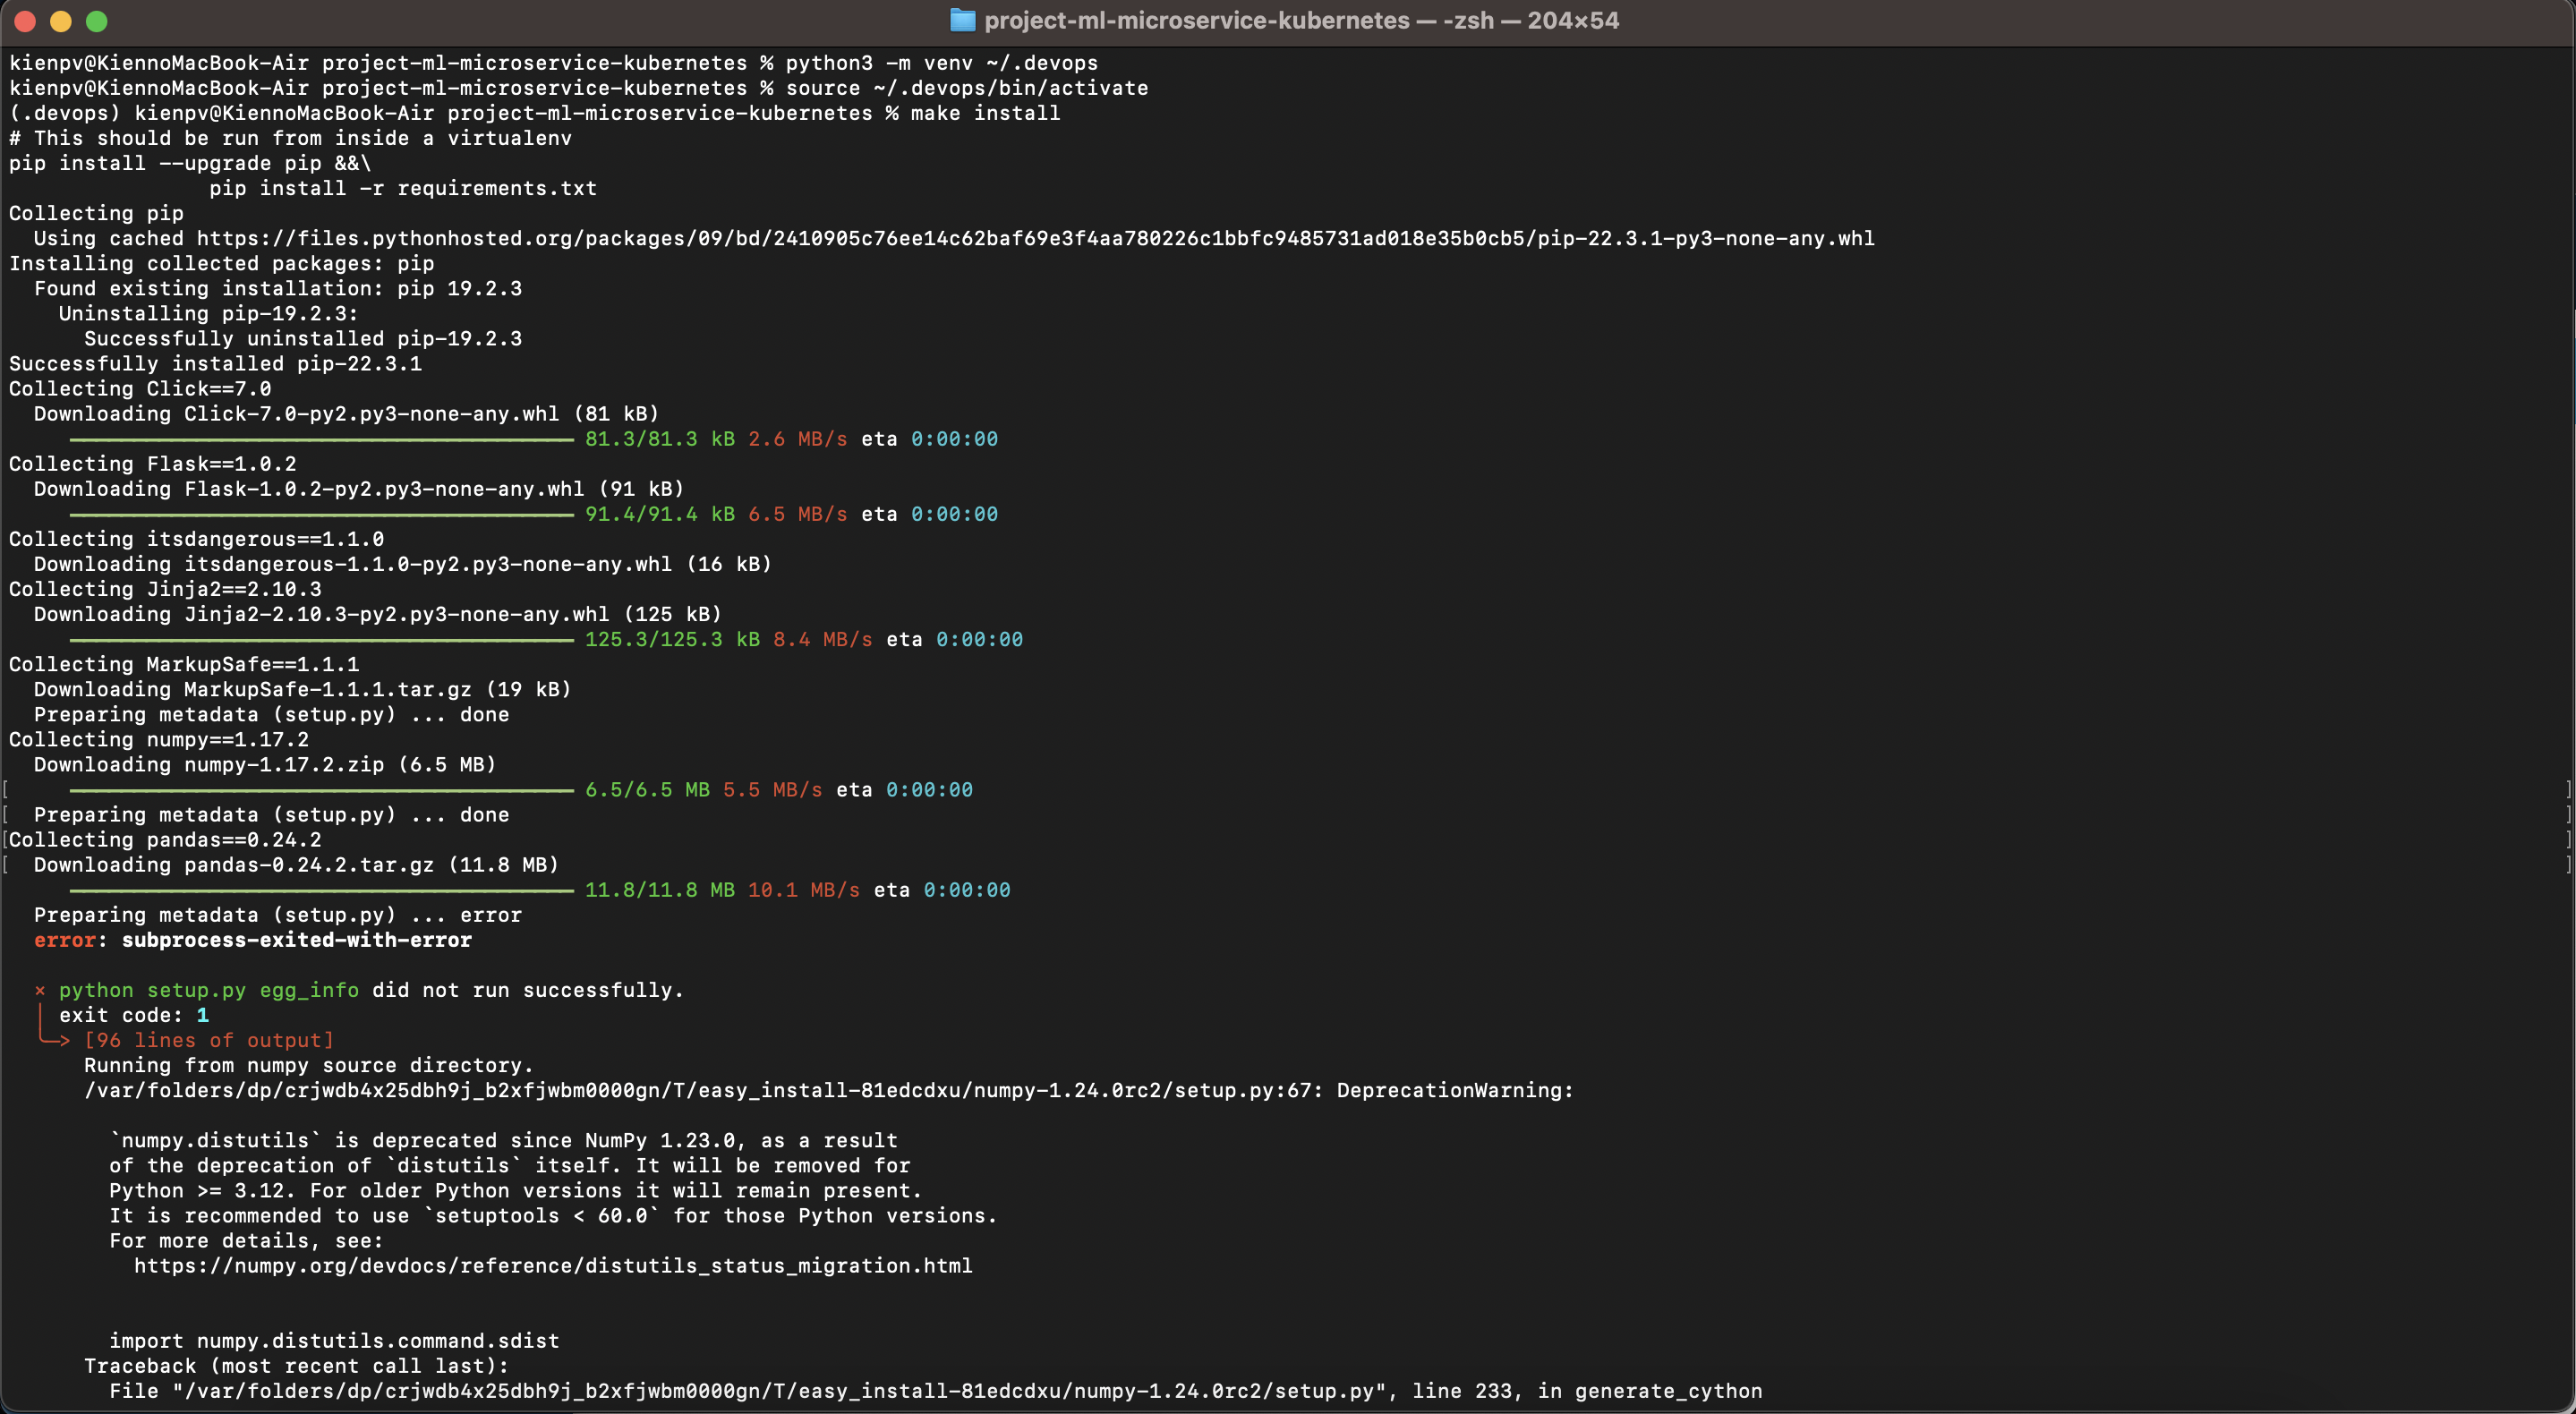 project-ml-microservice-kubernetes — -zsh — 204×54
kienpv@KiennoMacBook-Air project-ml-microservice-kubernetes % python3 -m venv ~/.devops
kienpv@KiennoMacBook-Air project-ml-microservice-kubernetes % source ~/.devops/bin/activate
(.devops) kienpv@KiennoMacBook-Air project-ml-microservice-kubernetes % make install
# This should be run from inside a virtualenv
pip install --upgrade pip &&\
pip install -r requirements.txt
Collecting pip
Using cached https://files.pythonhosted.org/packages/09/bd/2410905c76ee14c62baf69e3f4aa780226c1bbfc9485731ad018e35b0cb5/pip-22.3.1-py3-none-any.whl
Installing collected packages: pip
Found existing installation: pip 19.2.3
Uninstalling pip-19.2.3:
Successfully uninstalled pip-19.2.3
Successfully installed pip-22.3.1
Collecting Click==7.0
Downloading Click-7.0-py2.py3-none-any.whl (81 kB)
81.3/81.3 kB 2.6 MB/s eta 0:00:00
Collecting Flask==1.0.2
Downloading Flask-1.0.2-py2.py3-none-any.whl (91 kB)
91.4/91.4 kB 6.5 MB/s eta 0:00:00
Collecting itsdangerous==1.1.0
Downloading itsdangerous-1.1.0-py2.py3-none-any.whl (16 kB)
Collecting Jinja2==2.10.3
Downloading Jinja2-2.10.3-py2.py3-none-any.whl (125 kB)
125.3/125.3 kB 8.4 MB/s eta 0:00:00
Collecting MarkupSafe==1.1.1
Downloading MarkupSafe-1.1.1.tar.gz (19 kB)
Preparing metadata (setup.py) ... done
Collecting numpy==1.17.2
Downloading numpy-1.17.2.zip (6.5 MB)
[ 6.5/6.5 MB 5.5 MB/s eta 0:00:00 ]
[ Preparing metadata (setup.py) ... done ]
[Collecting pandas==0.24.2 ]
[ Downloading pandas-0.24.2.tar.gz (11.8 MB) ]
11.8/11.8 MB 10.1 MB/s eta 0:00:00
Preparing metadata (setup.py) ... error
error: subprocess-exited-with-error
× python setup.py egg_info did not run successfully.
│ exit code: 1
╰─> [96 lines of output]
Running from numpy source directory.
/var/folders/dp/crjwdb4x25dbh9j_b2xfjwbm0000gn/T/easy_install-81edcdxu/numpy-1.24.0rc2/setup.py:67: DeprecationWarning:
`numpy.distutils` is deprecated since NumPy 1.23.0, as a result
of the deprecation of `distutils` itself. It will be removed for
Python >= 3.12. For older Python versions it will remain present.
It is recommended to use `setuptools < 60.0` for those Python versions.
For more details, see:
https://numpy.org/devdocs/reference/distutils_status_migration.html
import numpy.distutils.command.sdist
Traceback (most recent call last):
File "/var/folders/dp/crjwdb4x25dbh9j_b2xfjwbm0000gn/T/easy_install-81edcdxu/numpy-1.24.0rc2/setup.py", line 233, in generate_cython